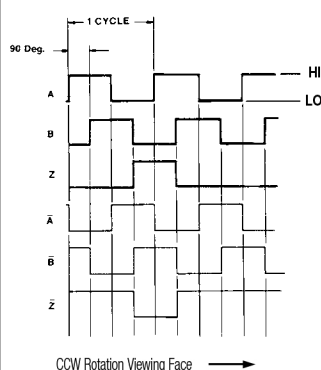 1 CYCLE
90 Deg.
HI
A
LO
B
Z
A̅
B̅
Z̅
CCW Rotation Viewing Face